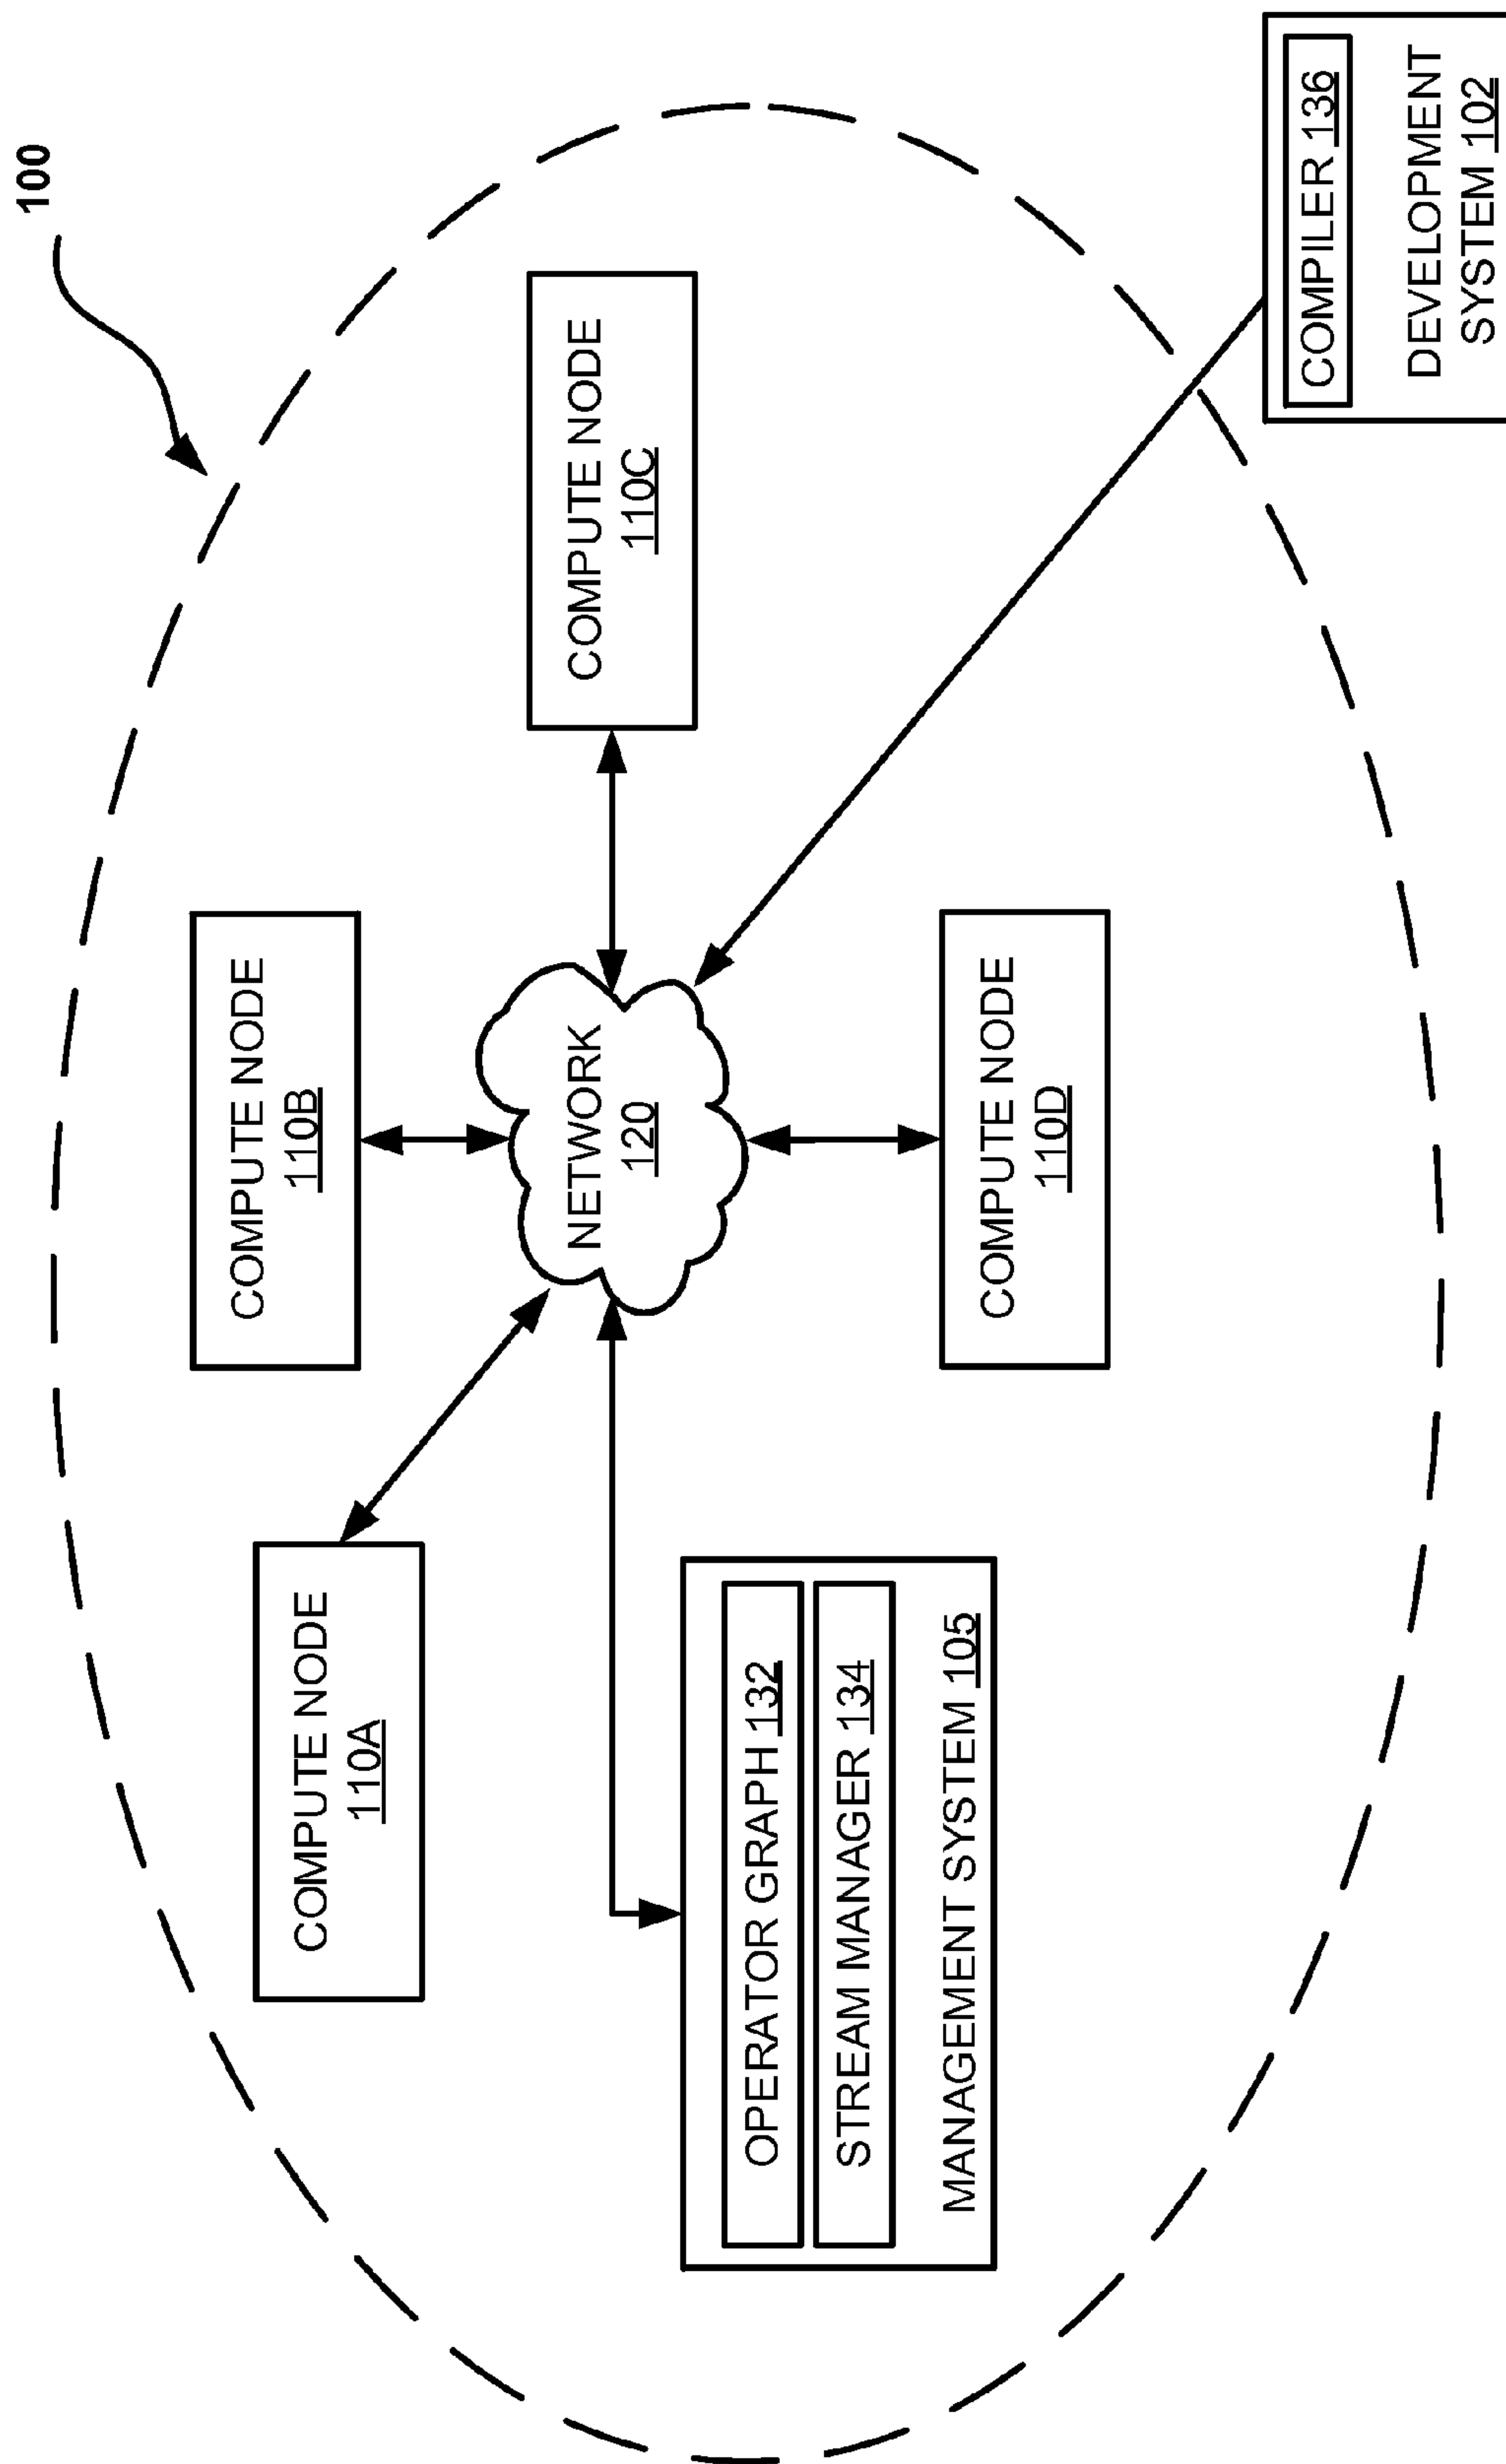 100
COMPUTE NODE
110A
COMPUTE NODE
110B
COMPUTE NODE
110C
NETWORK
120
OPERATOR GRAPH 132
STREAM MANAGER 134
MANAGEMENT SYSTEM 105
COMPUTE NODE
110D
COMPILER 136
DEVELOPMENT
SYSTEM 102